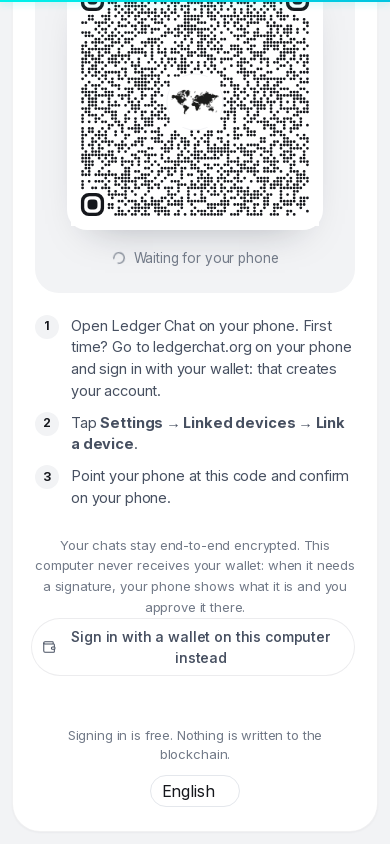 Waiting for your phone
1
Open Ledger Chat on your phone. First
time? Go to ledgerchat.org on your phone
and sign in with your wallet: that creates
your account.
2
Tap Settings → Linked devices → Link
a device.
3
Point your phone at this code and confirm
on your phone.
Your chats stay end-to-end encrypted. This
computer never receives your wallet: when it needs
a signature, your phone shows what it is and you
approve it there.
Sign in with a wallet on this computer
instead
Signing in is free. Nothing is written to the
blockchain.
English